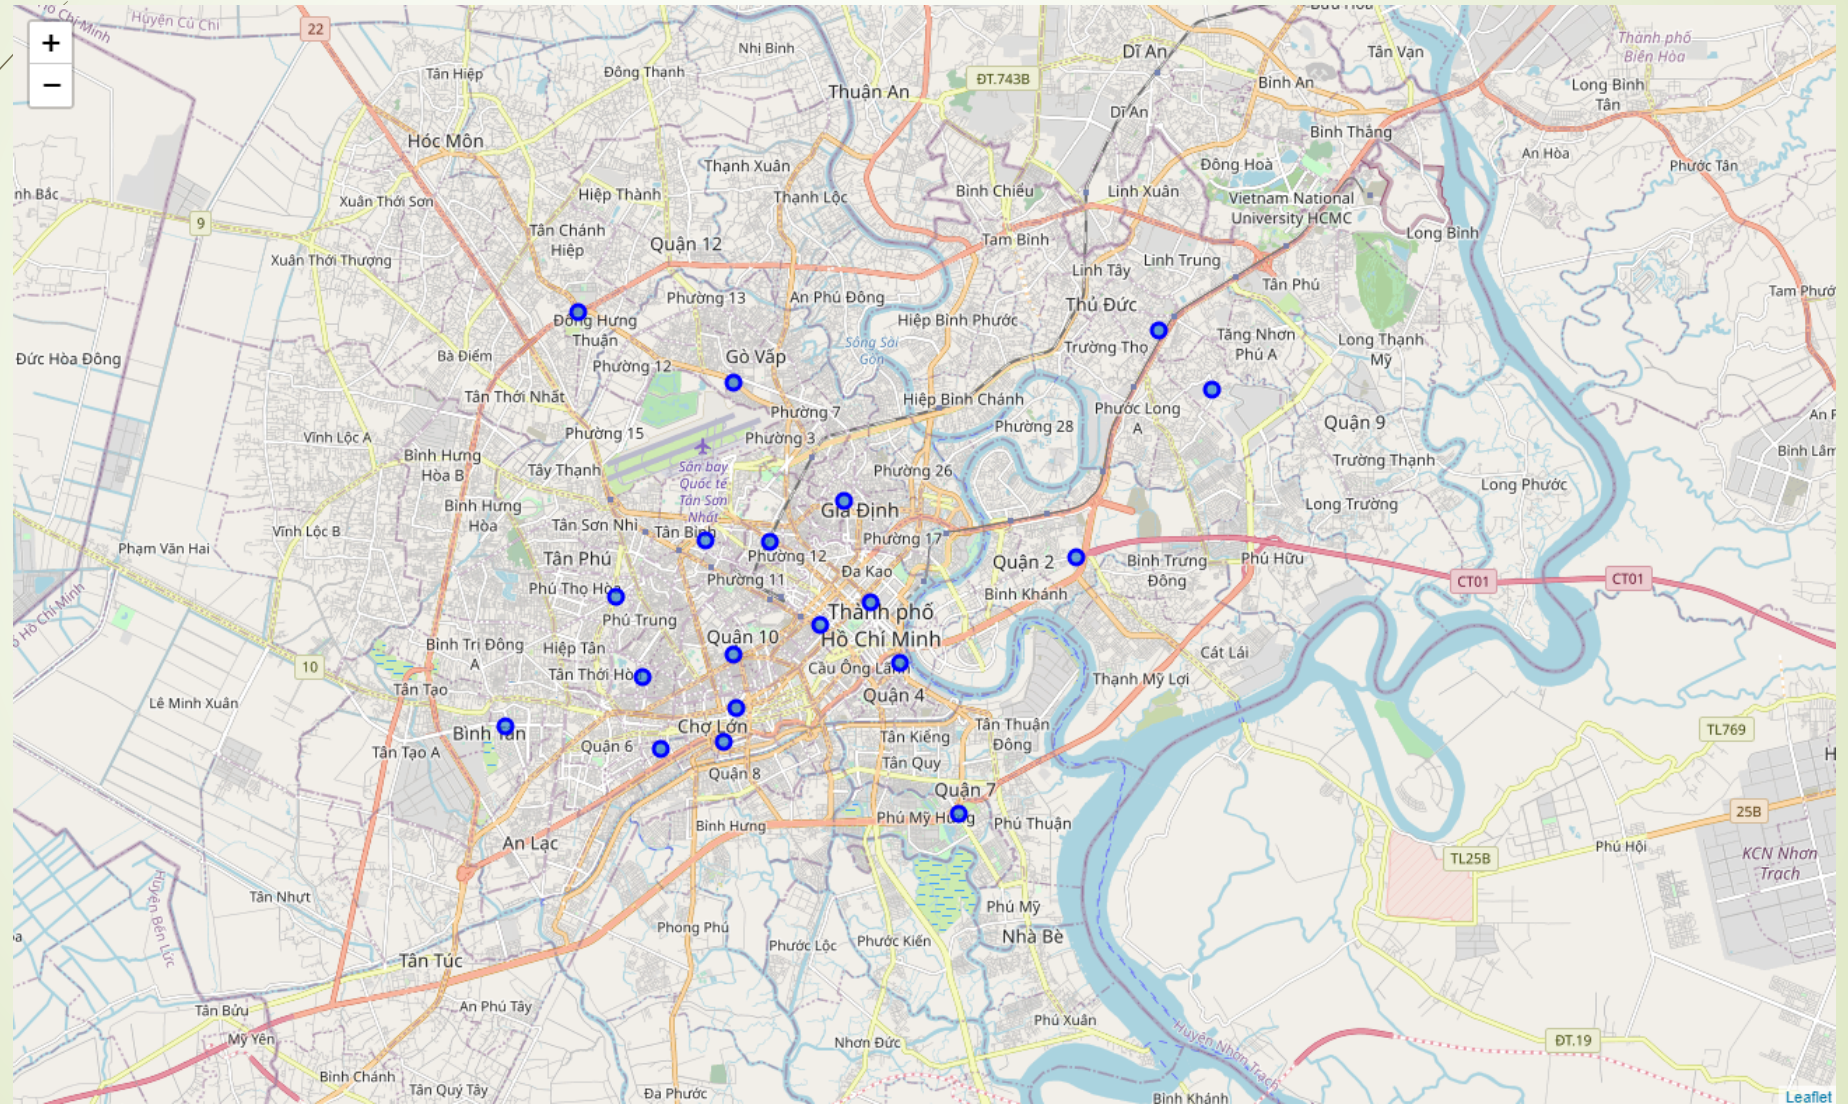 Hồ Chí Minh
Huyện Củ Chi
22
Nhị Bình
Dĩ An
Tân Vạn
Thành phố
Biên Hòa
+
−
Tân Hiệp
Đông Thạnh
Thuận An
ĐT.743B
Bình An
Long Bình
Tân
Dĩ An
Hóc Môn
Bình Thắng
An Hòa
Phước Tân
Thạnh Xuân
Đông Hoà
nh Bắc
Xuân Thới Sơn
Hiệp Thành
Thạnh Lộc
Bình Chiểu
Linh Xuân
Vietnam National
University HCMC
9
Tân Chánh
Hiệp
Quận 12
Tam Bình
Long Bình
Xuân Thới Thượng
Linh Tây
Linh Trung
Tân Phú
Phường 13
An Phú Đông
Thủ Đức
Tam Phướ
Đông Hưng
Thuận
Hiệp Bình Phước
Tăng Nhơn
Phú A
Long Thạnh
Mỹ
Sông Sài
Gòn
Trường Thọ
Đức Hòa Đông
Bà Điểm
Phường 12
Gò Vấp
Tân Thới Nhất
Phường 7
Hiệp Bình Chánh
Phước Long
A
Quận 9
Phường 28
Vĩnh Lộc A
Phường 15
Phường 3
Bình Hưng
Hòa B
Tây Thạnh
Sân bay
Quốc tế
Tân Sơn
Nhất
Phường 26
Trường Thạnh
Long Phước
Bình Hưng
Hòa
Gia Định
Long Trường
Vĩnh Lộc B
Tân Sơn Nhì
Tân Bình
Phường 17
Phạm Văn Hai
Tân Phú
Phường 12
Quận 2
Bình Trưng
Đông
Phú Hữu
Phường 11
Đa Kao
CT01
CT01
Phú Thọ Hòa
Bình Khánh
Hồ Chí Minh
Phú Trung
Thành phố
Hồ Chí Minh
Bình Trị Đông
A
Hiệp Tân
Quận 10
Cát Lái
10
Tân Thới Hòa
Cầu Ông Lãnh
Thạnh Mỹ Lợi
Tân Tạo
Quận 4
Lê Minh Xuân
Bình Tân
Chợ Lớn
Tân Thuận
Đông
TL769
Tân Tạo A
Quận 6
Tân Kiểng
Tân Quy
Quận 8
Quận 7
25B
Phú Mỹ Hưng
Phú Thuận
Bình Hưng
An Lạc
Phú Hội
TL25B
KCN Nhơn
Trạch
Tân Nhựt
Huyện Bến Lức
Phú Mỹ
Phong Phú
Phước Lộc
Phước Kiển
Nhà Bè
Tân Túc
An Phú Tây
Tân Bửu
Phú Xuân
Mỹ Yên
Nhơn Đức
Huyện Nhơn Trạch
ĐT.19
Bình Chánh
Tân Quý Tây
Đa Phước
Bình Khánh
Leaflet